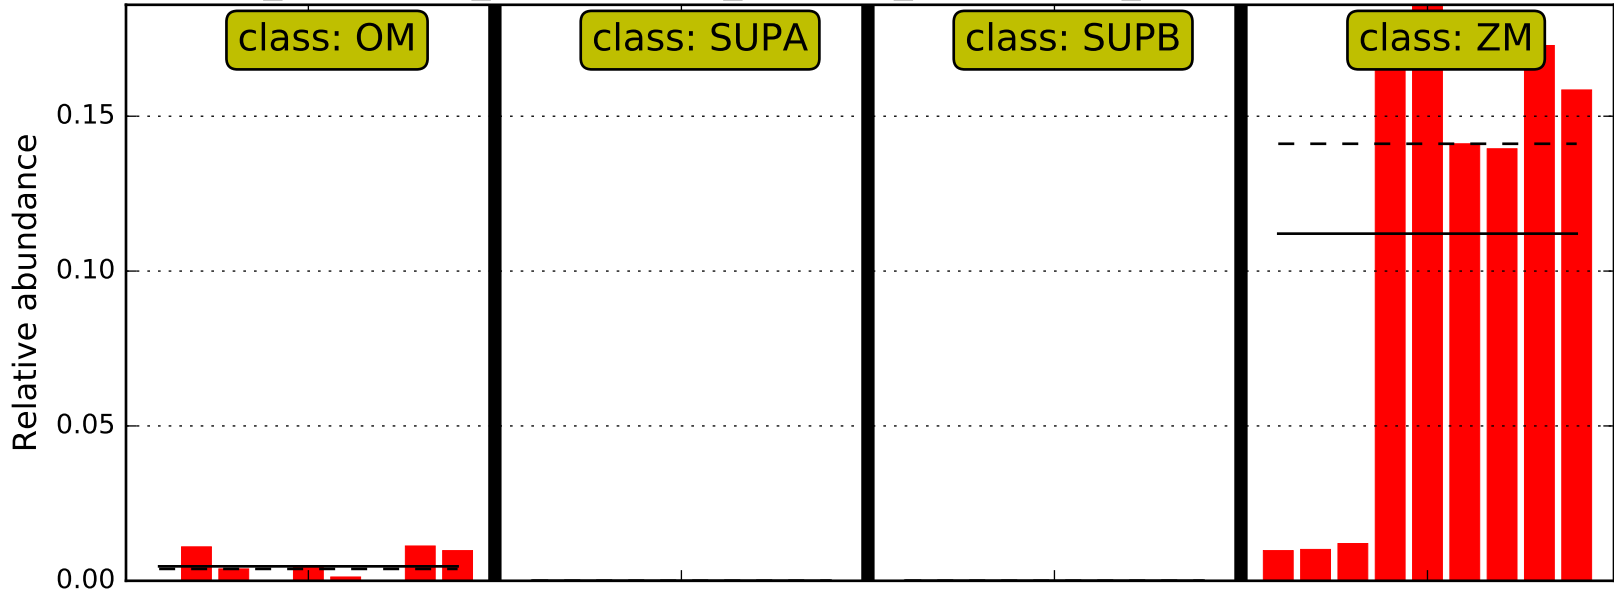 class: OM
class: SUPA
class: SUPB
class: ZM
Relative abundance
0.15
0.10
0.05
0.00